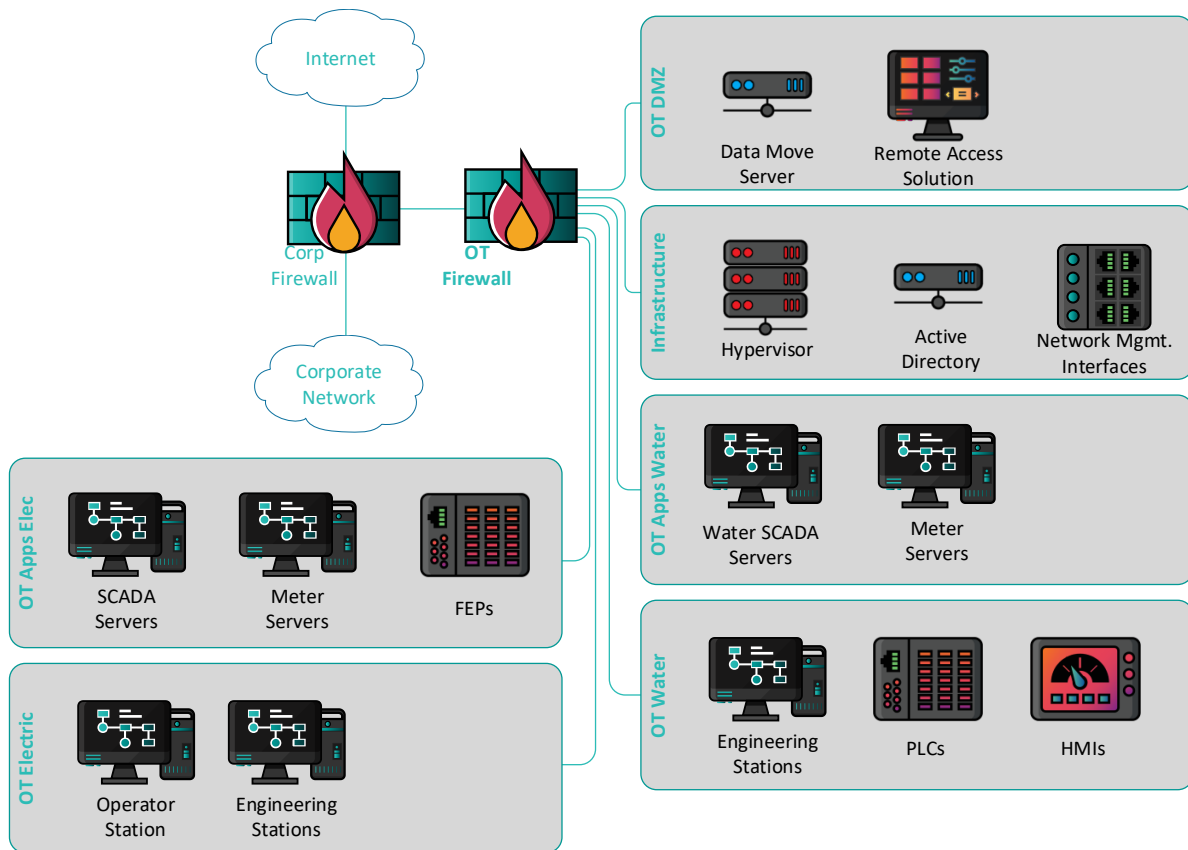 Internet
Corp
Firewall
OT
Firewall
Corporate
Network
OT DMZ
Data Move
Server
Remote Access
Solution
Infrastructure
Hypervisor
Active
Directory
Network Mgmt.
Interfaces
OT Apps Water
Water SCADA
Servers
Meter
Servers
OT Water
Engineering
Stations
PLCs
HMIs
OT Apps Elec
SCADA
Servers
Meter
Servers
FEPs
OT Electric
Operator
Station
Engineering
Stations